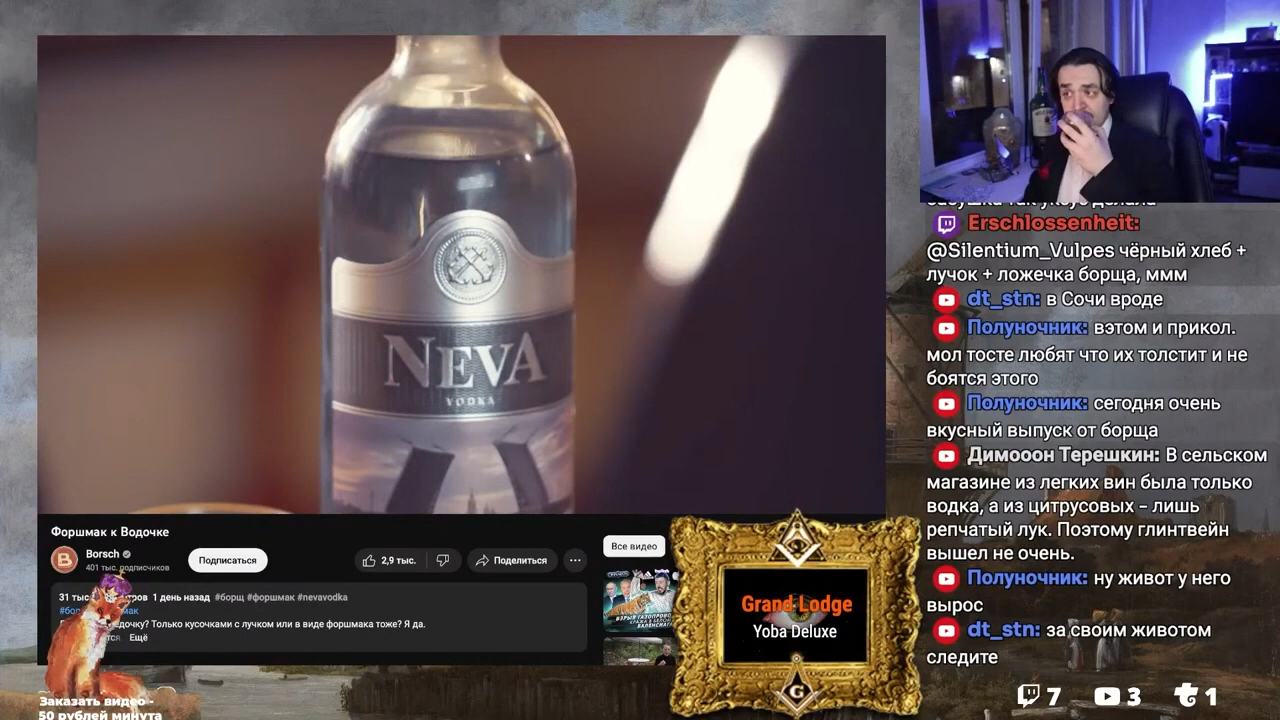 NEVA
VODKA
Форшмак к Водочке
Borsch
401 тыс. подписчиков
Подписаться
2,9 тыс.
Поделиться
Все видео
31 тыс
1 день назад #борщ #форшмак #nevavodka
Только кусочками с лучком или в виде форшмака тоже? Я да.
Ещё
Заказать видео -
50 рублей минута
Grand Lodge
Yoba Deluxe
G
Erschlossenheit:
@Silentium_Vulpes чёрный хлеб +
лучок + ложечка борща, ммм
dt_stn: в Сочи вроде
Полуночник: вэтом и прикол.
мол тосте любят что их толстит и не
боятся этого
Полуночник: сегодня очень
вкусный выпуск от борща
Димооон Терешкин: В сельском
магазине из легких вин была только
водка, а из цитрусовых – лишь
репчатый лук. Поэтому глинтвейн
вышел не очень.
Полуночник: ну живот у него
вырос
dt_stn: за своим животом
следите
7 3 1